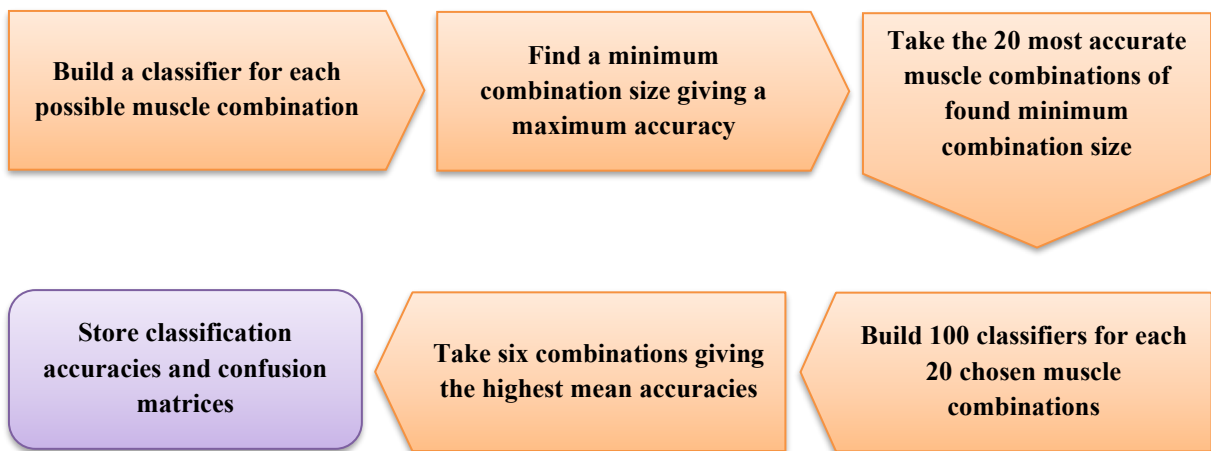 Build a classifier for each
possible muscle combination
Find a minimum
combination size giving a
maximum accuracy
Take the 20 most accurate
muscle combinations of
found minimum
combination size
Build 100 classifiers for each
20 chosen muscle
combinations
Take six combinations giving
the highest mean accuracies
Store classification
accuracies and confusion
matrices